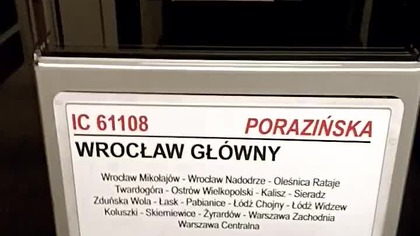 IC 61108 PORAZIŃSKA
WROCŁAW GŁÓWNY
Wrocław Mikołajów - Wrocław Nadodrze - Oleśnica Rataje
Twardogóra - Ostrów Wielkopolski - Kalisz - Sieradz
Zduńska Wola - Łask - Pabianice - Łódź Chojny - Łódź Widzew
Koluszki - Skierniewice - Żyrardów - Warszawa Zachodnia
Warszawa Centralna